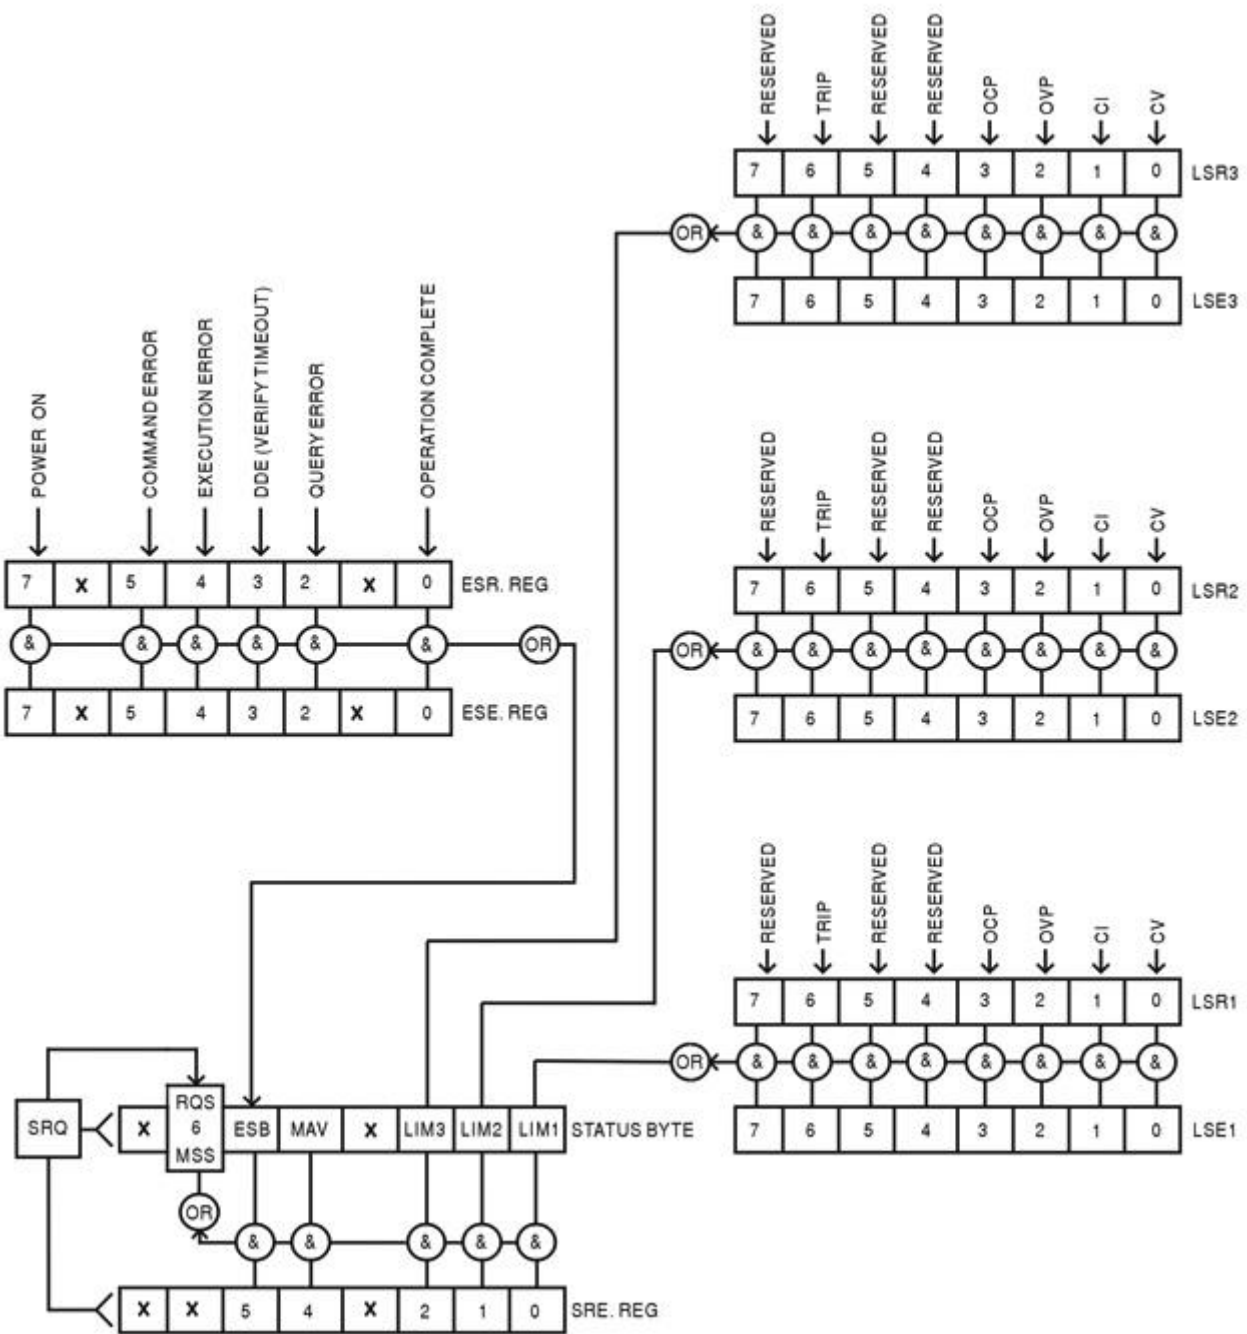 RESERVED TRIP RESERVED RESERVED OCP OVP CI CV
7 6 5 4 3 2 1 0 LSR3
OR & & & & & & & &
7 6 5 4 3 2 1 0 LSE3
POWER ON COMMAND ERROR EXECUTION ERROR DDE (VERIFY TIMEOUT) QUERY ERROR OPERATION COMPLETE
7 X 5 4 3 2 X 0 ESR. REG
& & & & & & OR
7 X 5 4 3 2 X 0 ESE. REG
RESERVED TRIP RESERVED RESERVED OCP OVP CI CV
7 6 5 4 3 2 1 0 LSR2
OR & & & & & & & &
7 6 5 4 3 2 1 0 LSE2
RESERVED TRIP RESERVED RESERVED OCP OVP CI CV
7 6 5 4 3 2 1 0 LSR1
OR & & & & & & & &
7 6 5 4 3 2 1 0 LSE1
SRQ X RQS 6 MSS ESB MAV X LIM3 LIM2 LIM1 STATUS BYTE
OR & & & & &
X X 5 4 X 2 1 0 SRE. REG